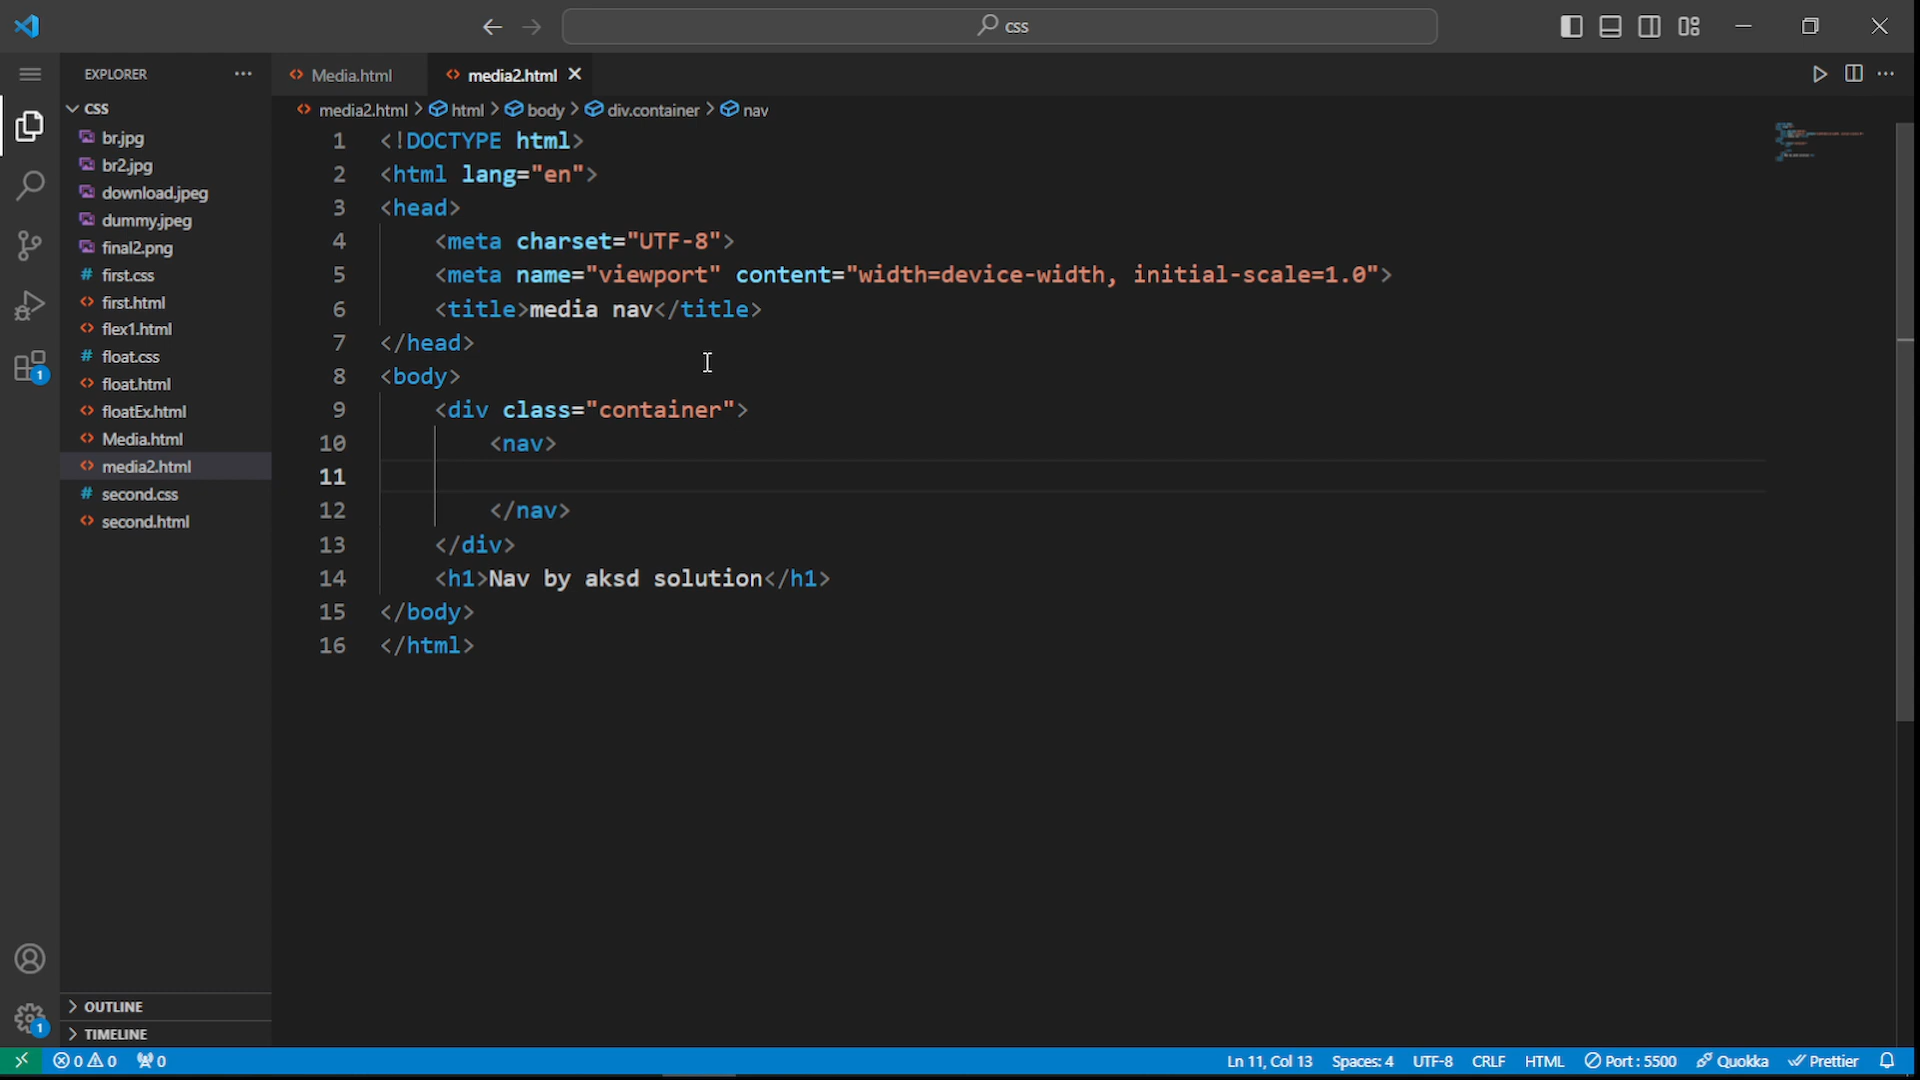 css
EXPLORER
Media.html
media2.html
CSS
br.jpg
br2.jpg
download.jpeg
dummy.jpeg
final2.png
# first.css
first.html
flex1.html
# float.css
float.html
floatEx.html
Media.html
media2.html
# second.css
second.html
media2.html > html > body > div.container > nav
1 <!DOCTYPE html>
2 <html lang="en">
3 <head>
4 <meta charset="UTF-8">
5 <meta name="viewport" content="width=device-width, initial-scale=1.0">
6 <title>media nav</title>
7 </head>
8 <body>
9 <div class="container">
10 <nav>
11
12 </nav>
13 </div>
14 <h1>Nav by aksd solution</h1>
15 </body>
16 </html>
1
1
OUTLINE
TIMELINE
0 0 0
Ln 11, Col 13 Spaces: 4 UTF-8 CRLF HTML Port : 5500 Quokka Prettier